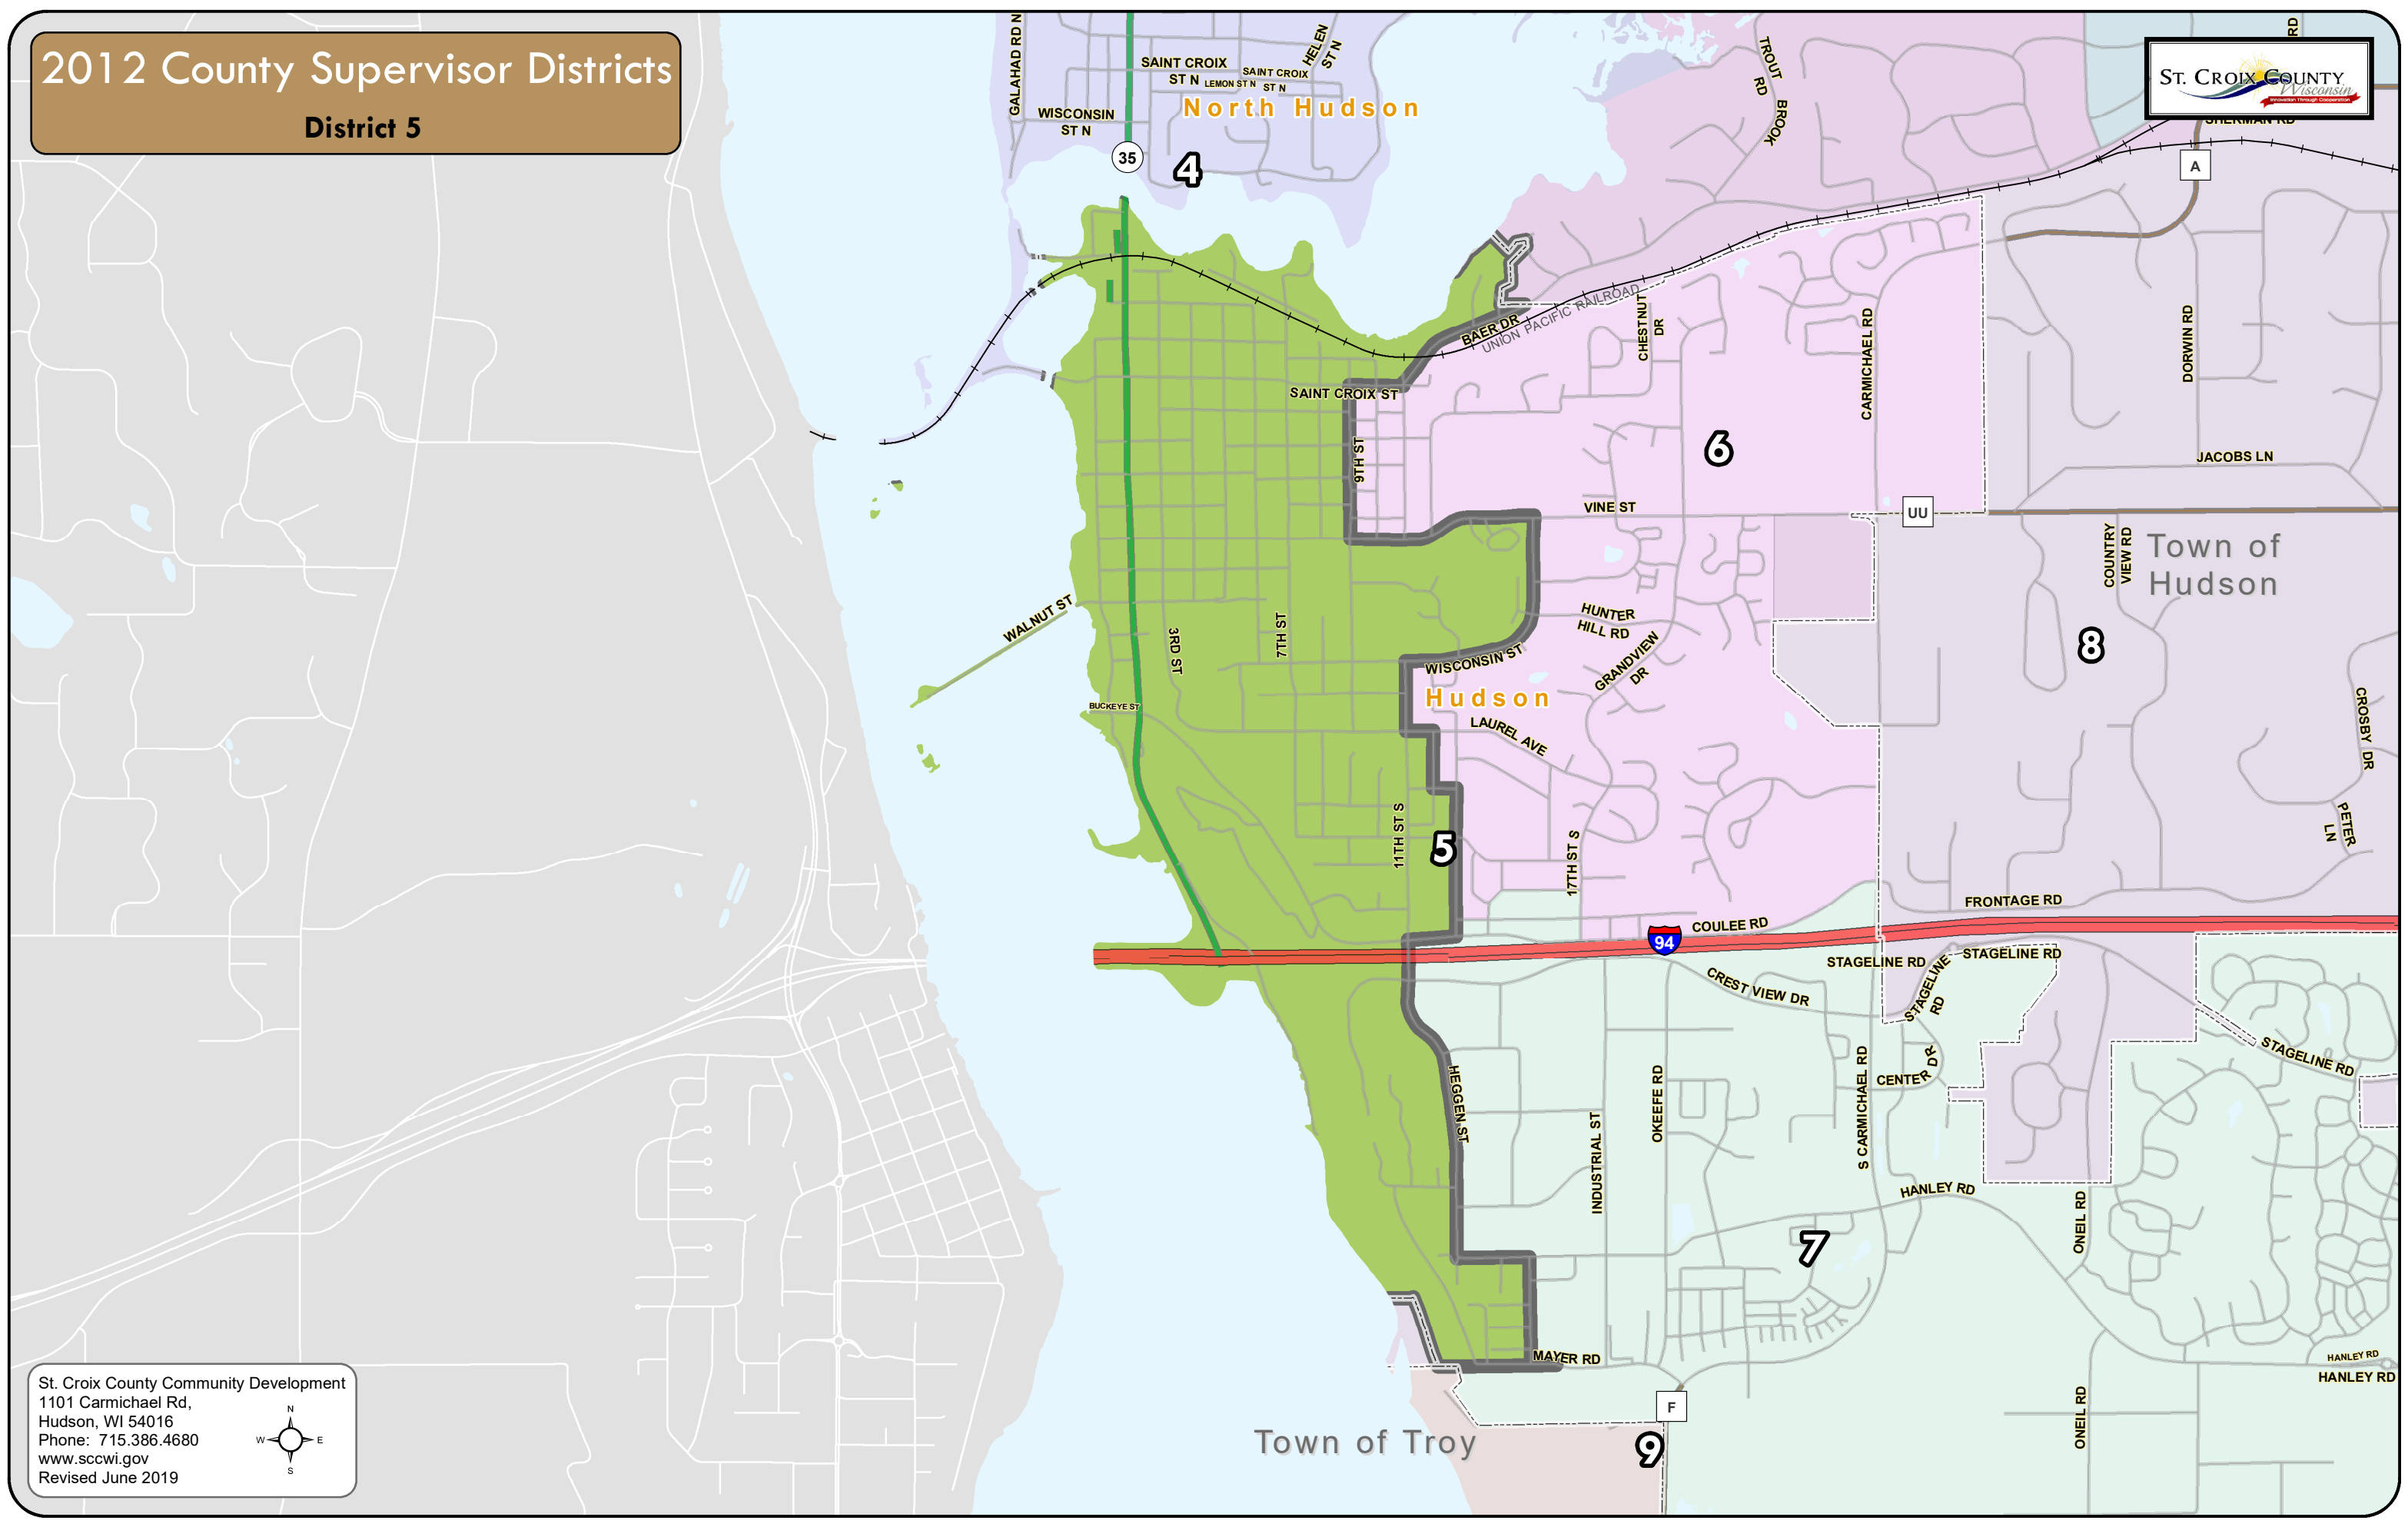 2012 County Supervisor Districts
District 5
GALAHAD RD N
SAINT CROIX
ST N
LEMON ST N
SAINT CROIX
ST N
HELEN
ST N
WISCONSIN
ST N
North Hudson
35
4
TROUT
BROOK
RD
RD
ST. CROIX COUNTY
Wisconsin
Innovation Through Cooperation
SHERMAN RD
A
BAER DR
UNION PACIFIC RAILROAD
CHESTNUT
DR
CARMICHAEL RD
DORWIN RD
SAINT CROIX ST
9TH ST
6
JACOBS LN
VINE ST
UU
COUNTRY
VIEW RD
Town of
Hudson
WALNUT ST
3RD ST
7TH ST
HUNTER
HILL RD
GRANDVIEW
DR
WISCONSIN ST
8
Hudson
BUCKEYE ST
LAUREL AVE
CROSBY DR
PETER
LN
11TH ST S
5
17TH ST S
FRONTAGE RD
COULEE RD
94
STAGELINE RD
STAGELINE RD
STAGELINE
RD
CREST VIEW DR
STAGELINE RD
HEGGEN ST
INDUSTRIAL ST
OKEEFE RD
S CARMICHAEL RD
CENTER DR
HANLEY RD
ONEIL RD
7
MAYER RD
HANLEY RD
HANLEY RD
F
ONEIL RD
Town of Troy
9
St. Croix County Community Development
1101 Carmichael Rd,
Hudson, WI 54016
Phone: 715.386.4680
www.sccwi.gov
Revised June 2019
N
W
E
S